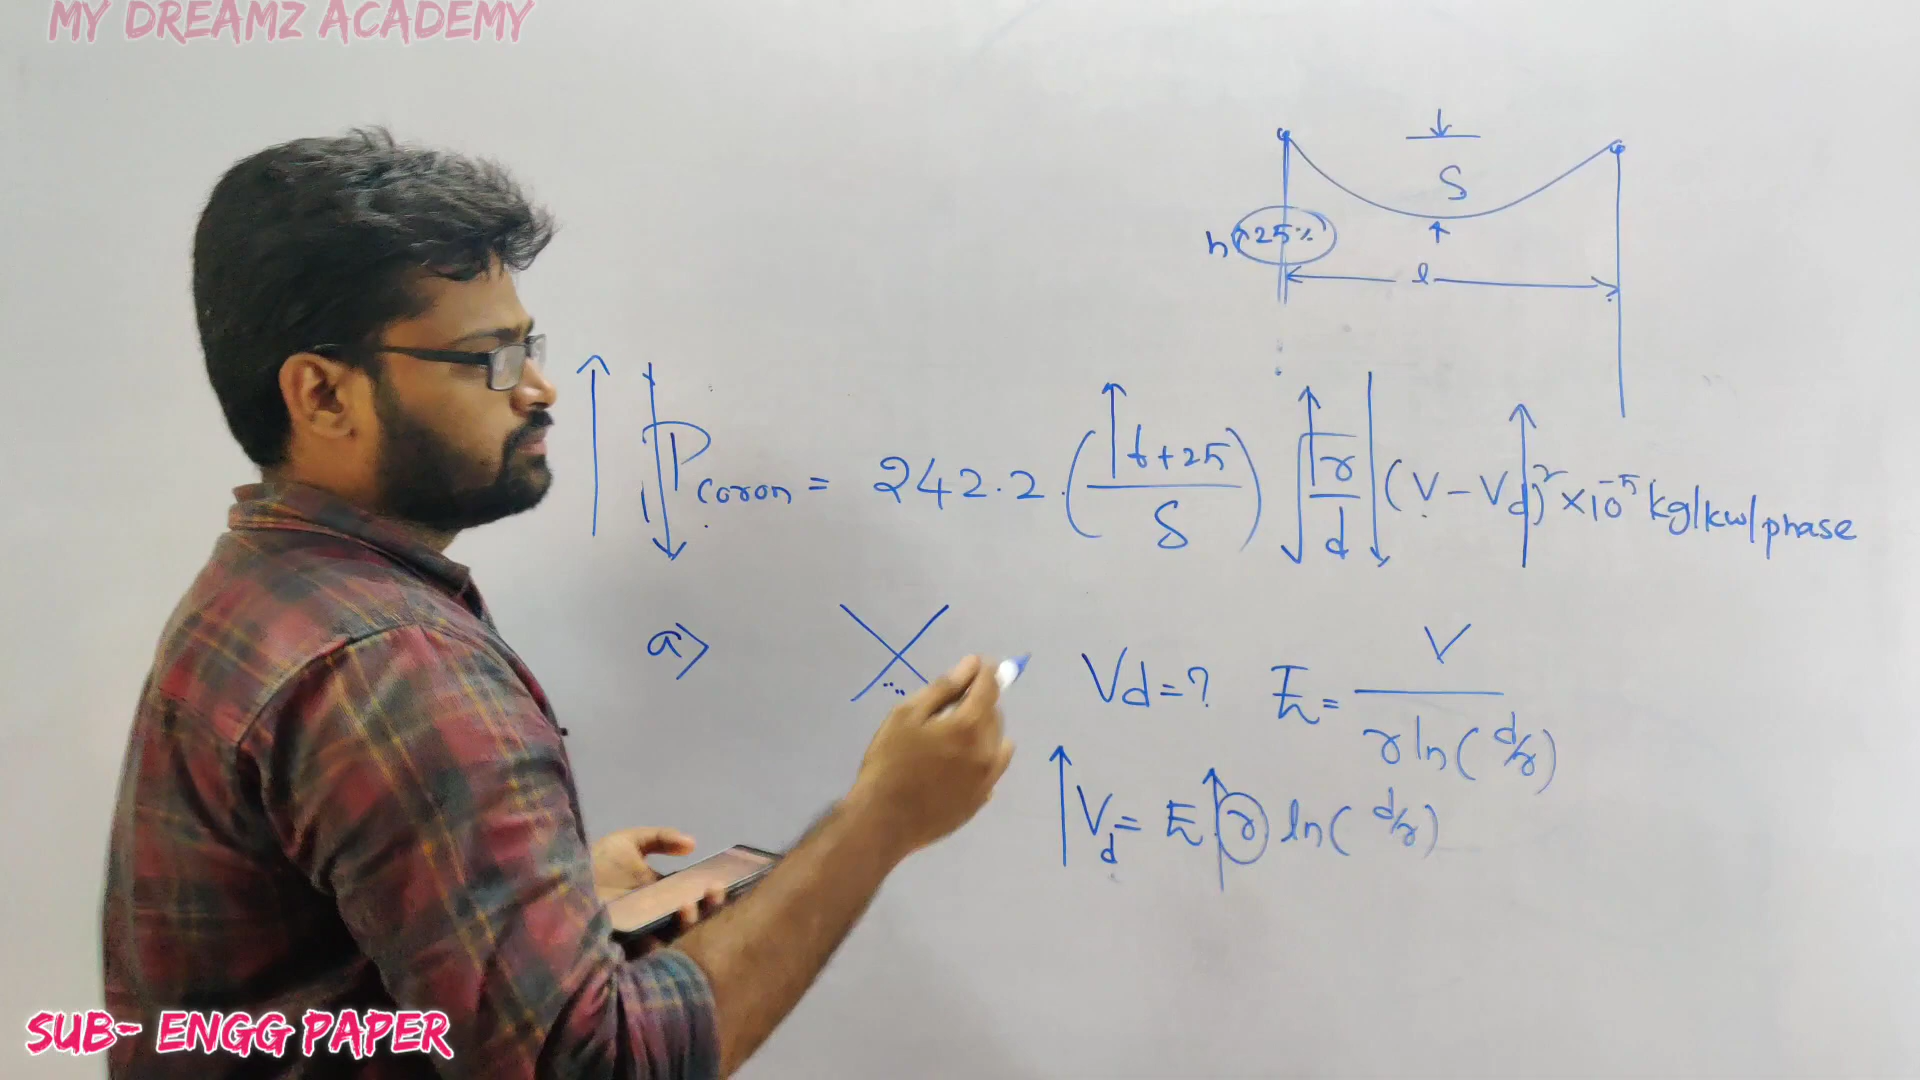 MY DREAMZ ACADEMY
S
h ↑25%
l
P coron = 242.2 · (f+25 / δ) √(r/d) (V - Vd)² × 10⁻⁵ kg/kw/phase
a)
Vd = ? E = V / r ln(d/r)
Vd = E r ln(d/r)
SUB- ENGG PAPER